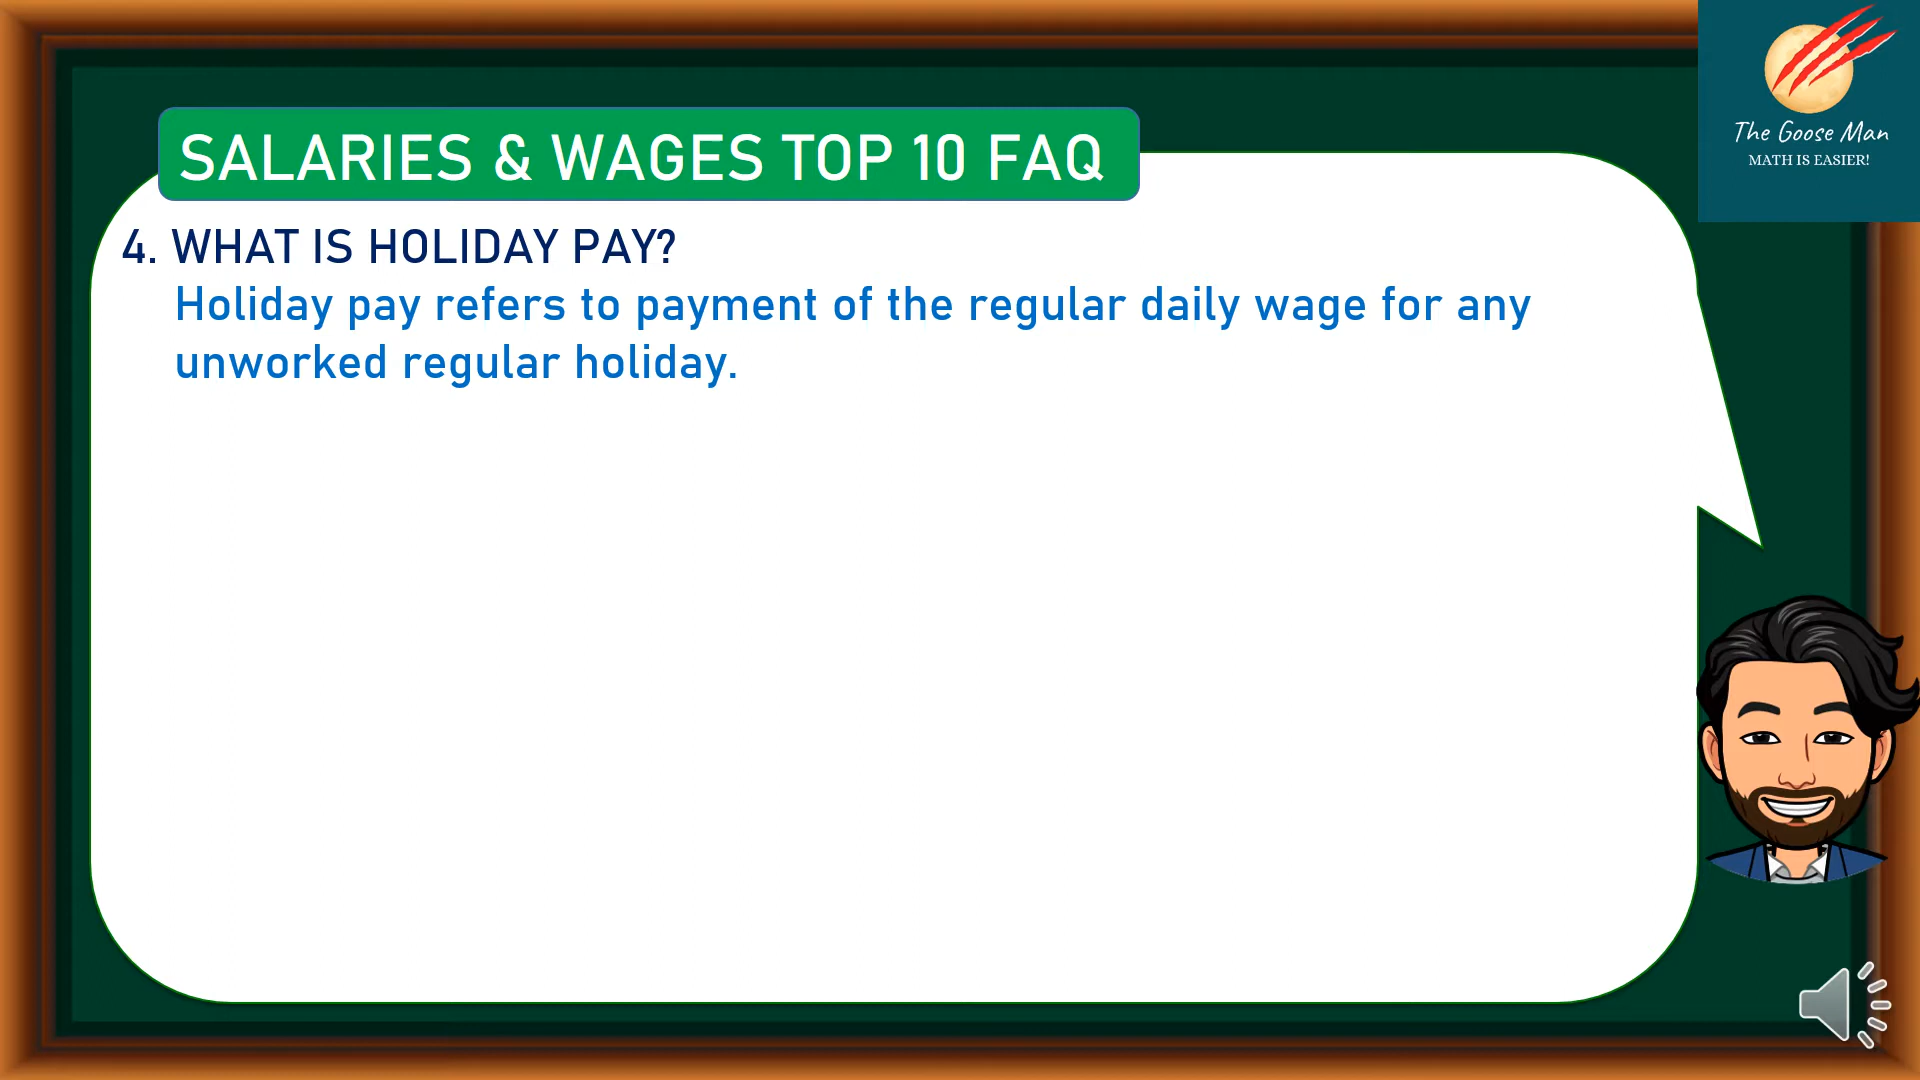 The Goose Man
MATH IS EASIER!
SALARIES & WAGES TOP 10 FAQ
4. WHAT IS HOLIDAY PAY?
Holiday pay refers to payment of the regular daily wage for any
unworked regular holiday.